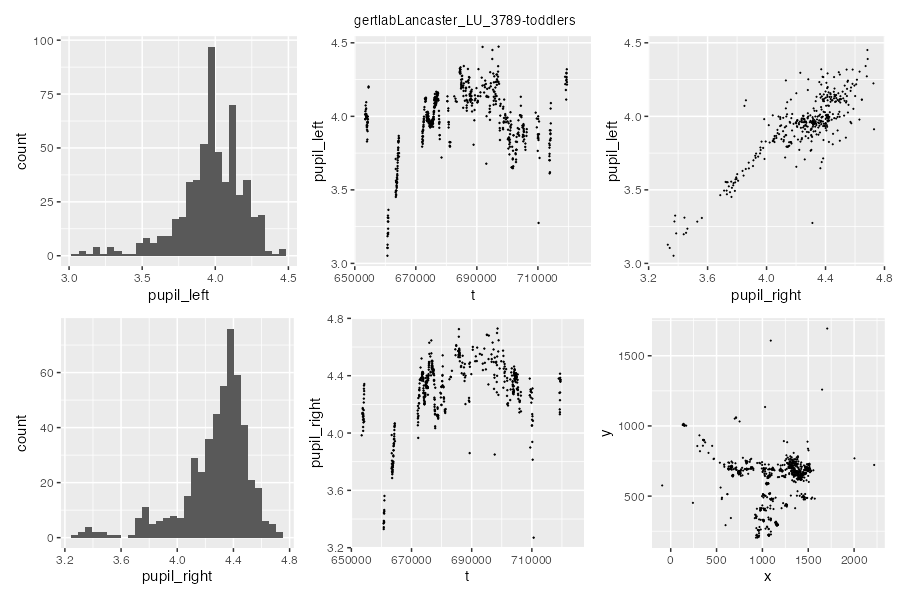 gertlabLancaster_LU_3789-toddlers
100
75
50
25
0
count
3.0 3.5 4.0 4.5
pupil_left
4.5
4.0
3.5
3.0
pupil_left
650000 670000 690000 710000
t
4.5
4.0
3.5
3.0
pupil_left
3.2 3.6 4.0 4.4 4.8
pupil_right
60
40
20
0
count
3.2 3.6 4.0 4.4 4.8
pupil_right
4.8
4.4
4.0
3.6
3.2
pupil_right
650000 670000 690000 710000
t
1500
1000
500
y
0 500 1000 1500 2000
x